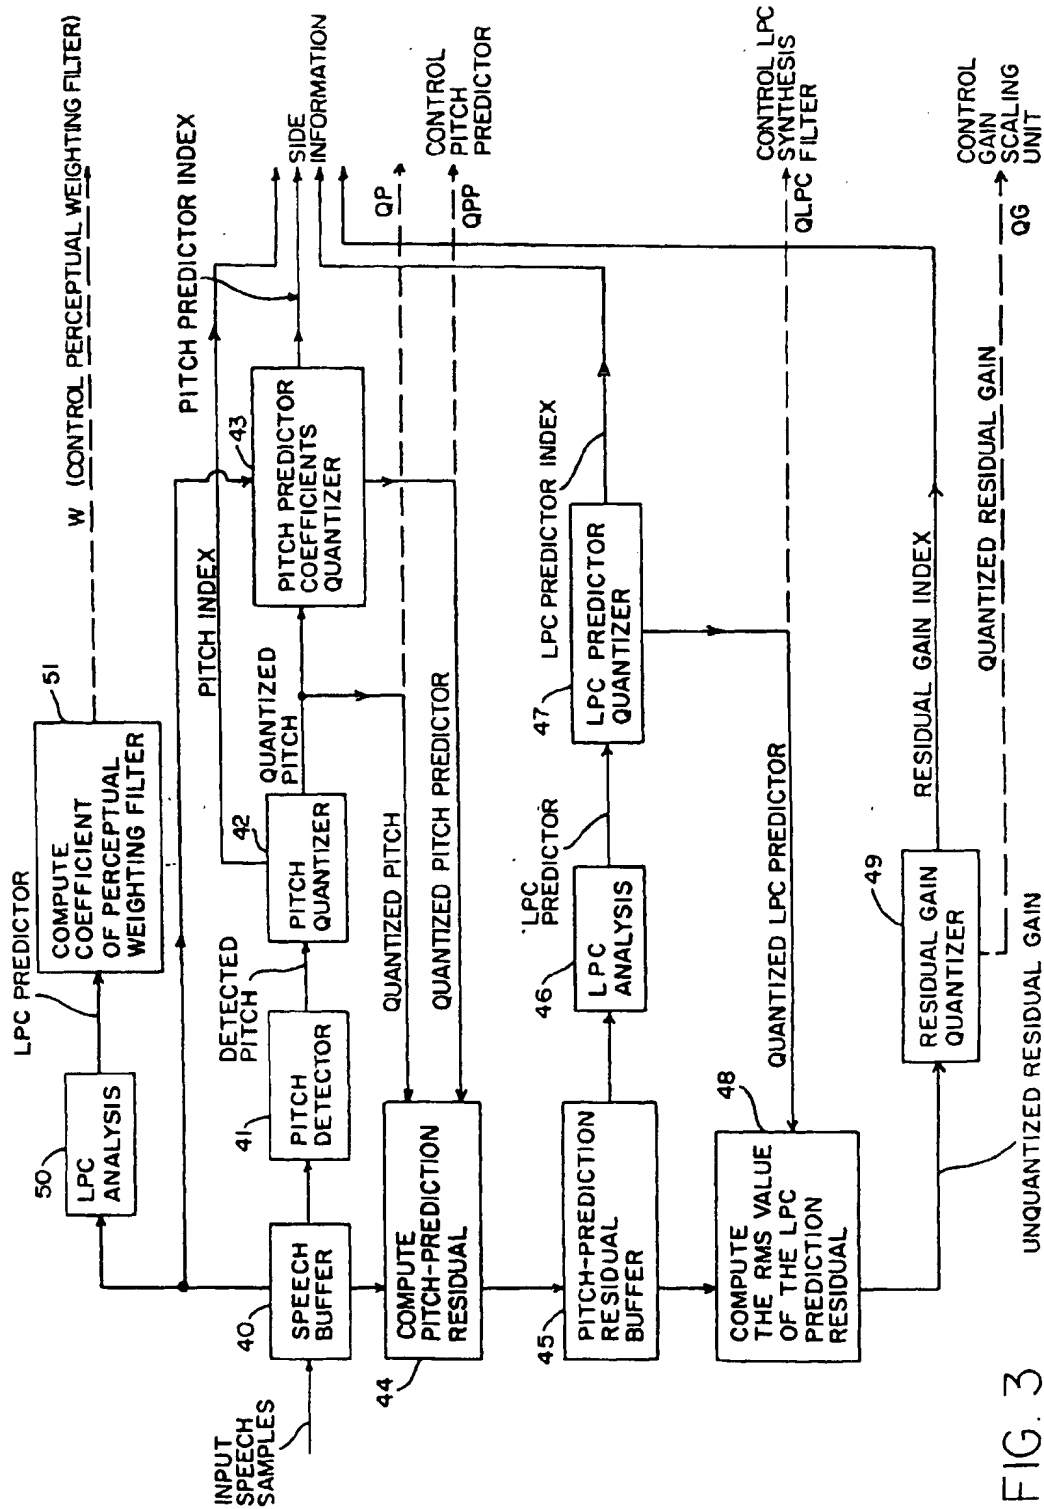 LPC PREDICTOR
50
LPC
ANALYSIS
51
COMPUTE
COEFFICIENT
OF PERCEPTUAL
WEIGHTING FILTER
W (CONTROL PERCEPTUAL WEIGHTING FILTER)
INPUT
SPEECH
SAMPLES
40
SPEECH
BUFFER
41
PITCH
DETECTOR
DETECTED
PITCH
42
PITCH
QUANTIZER
PITCH INDEX
QUANTIZED
PITCH
43
PITCH PREDICTOR
COEFFICIENTS
QUANTIZER
PITCH PREDICTOR INDEX
SIDE
INFORMATION
QP
QPP
CONTROL
PITCH
PREDICTOR
44
COMPUTE
PITCH-PREDICTION
RESIDUAL
QUANTIZED PITCH
QUANTIZED PITCH PREDICTOR
45
PITCH-PREDICTION
RESIDUAL
BUFFER
46
LPC
ANALYSIS
LPC
PREDICTOR
47
LPC PREDICTOR
QUANTIZER
LPC PREDICTOR INDEX
QLPC
CONTROL LPC
SYNTHESIS
FILTER
48
COMPUTE
THE RMS VALUE
OF THE LPC
PREDICTION
RESIDUAL
QUANTIZED LPC PREDICTOR
49
RESIDUAL GAIN
QUANTIZER
RESIDUAL GAIN INDEX
QUANTIZED RESIDUAL GAIN
QG
CONTROL
GAIN
SCALING
UNIT
UNQUANTIZED RESIDUAL GAIN
FIG. 3